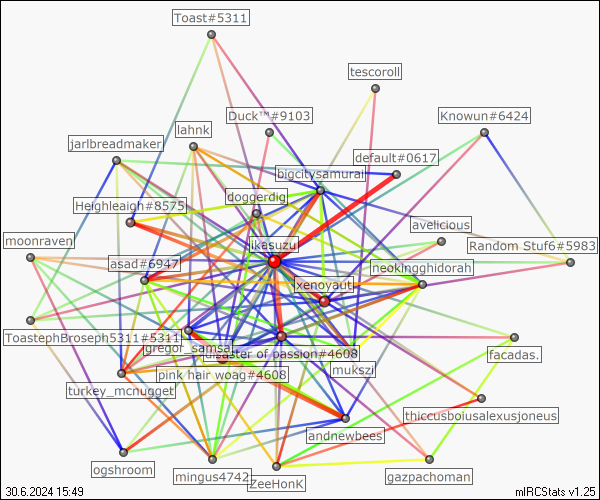 Toast#5311
tescoroll
Duck™#9103
Knowun#6424
lahnk
jarlbreadmaker
default#0617
bigcitysamurai
doggerdig
Heighleigh#8575
avelicious
moonraven
jikasuzu
Random Stuf6#5983
asad#6947
neokingghidorah
xenoyaut
ToastephBroseph5311#5311
gregor_samsa
disaster of passion#4608
facadas.
mukszi
pink hair woag#4608
turkey_mcnugget
thiccusboiusalexusjoneus
andnewbees
ogshroom
mingus4742
ZeeHonK
gazpachoman
30.6.2024 15:49
mIRCStats v1.25